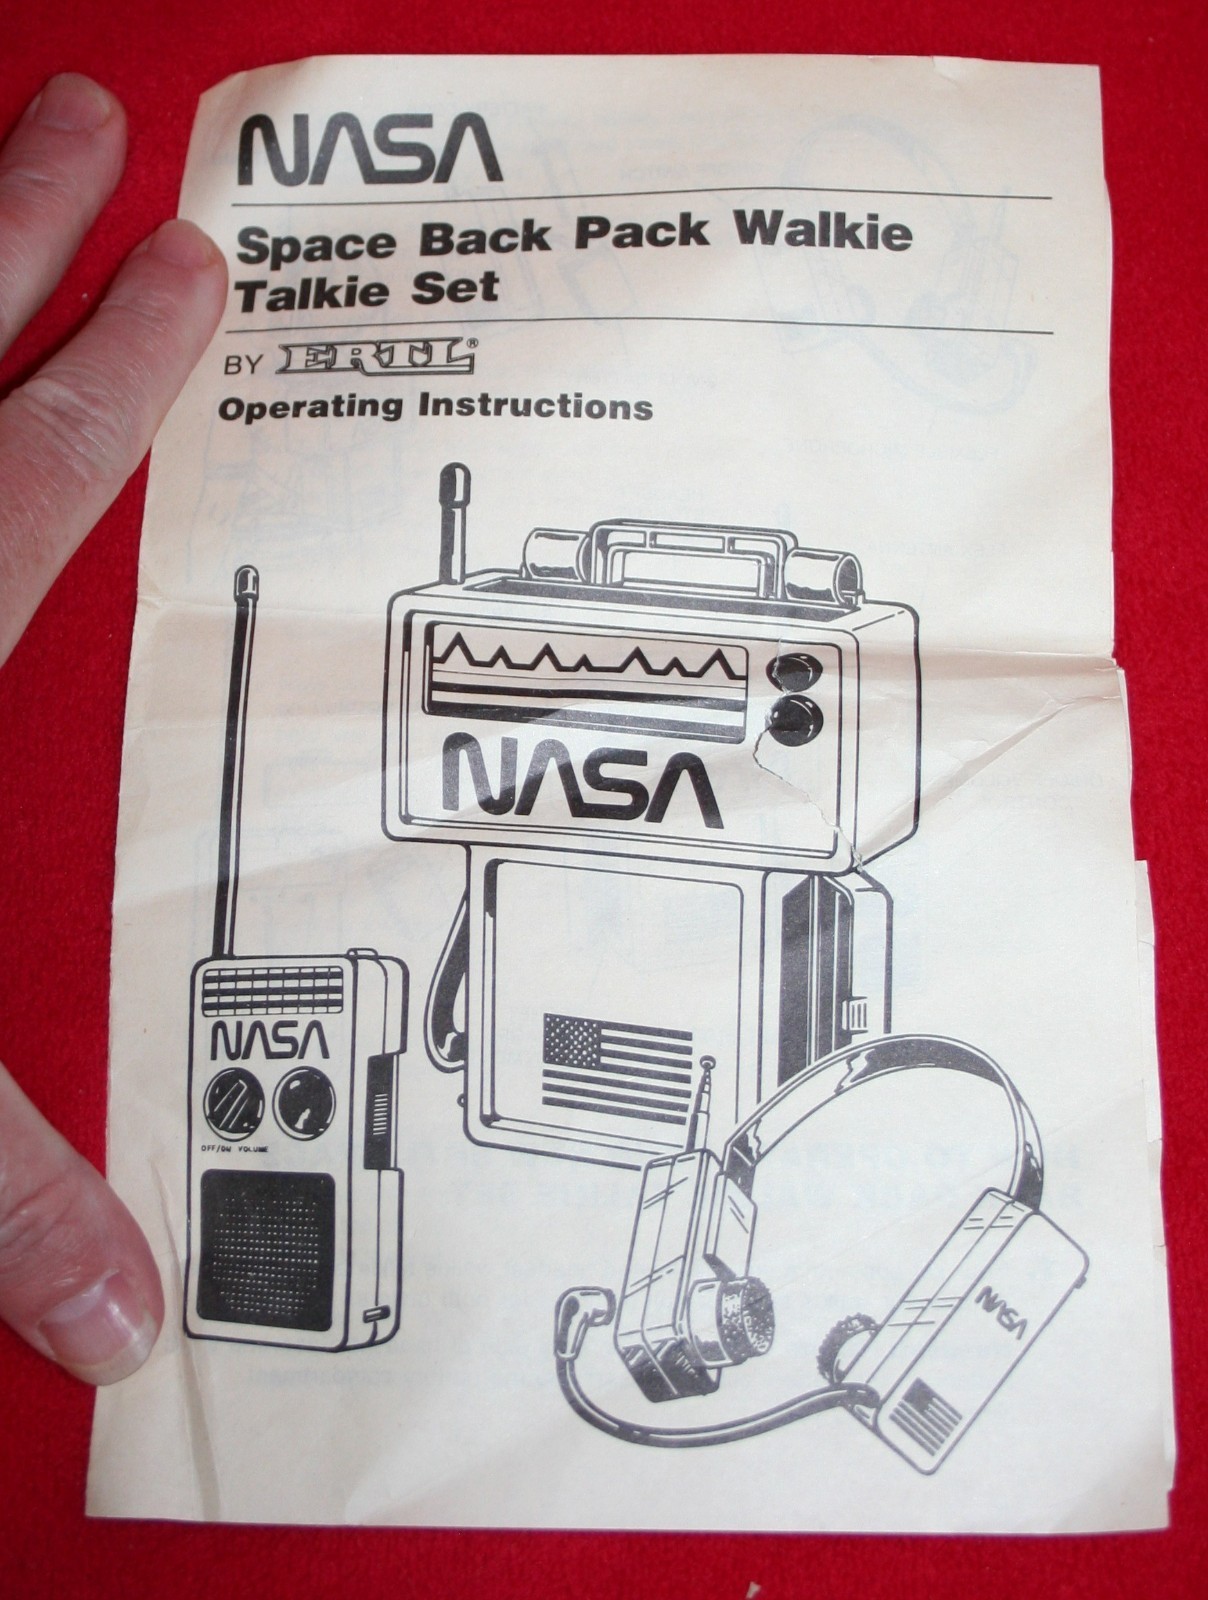 NASA
Space Back Pack Walkie
Talkie Set
BY ERTL®
Operating Instructions
NASA
NASA
OFF/ON VOLUME
NASA